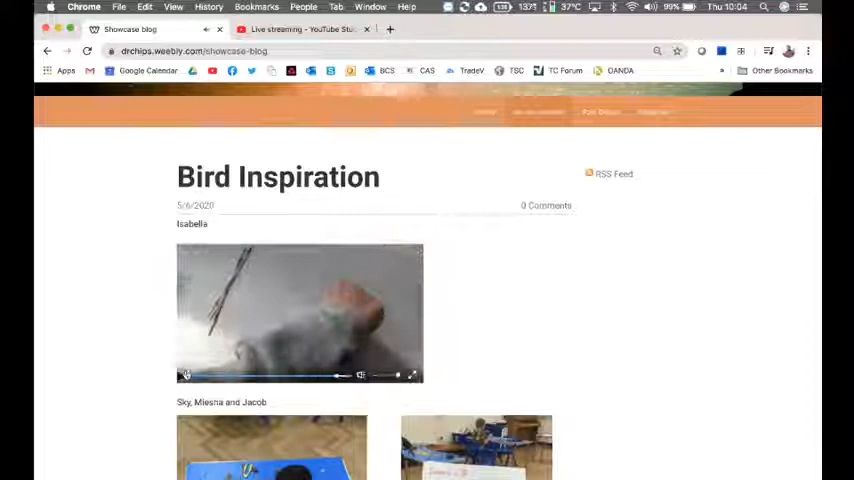 Chrome File Edit View History Bookmarks People Tab Window Help 37°C 99% Thu 10:04
Showcase blog
Live streaming - YouTube Stu
drchips.weebly.com/showcase-blog
Apps Google Calendar BCS CAS TradeV TSC TC Forum OANDA » Other Bookmarks
Bird Inspiration
RSS Feed
5/6/2020 0 Comments
Isabella
Sky, Miesha and Jacob